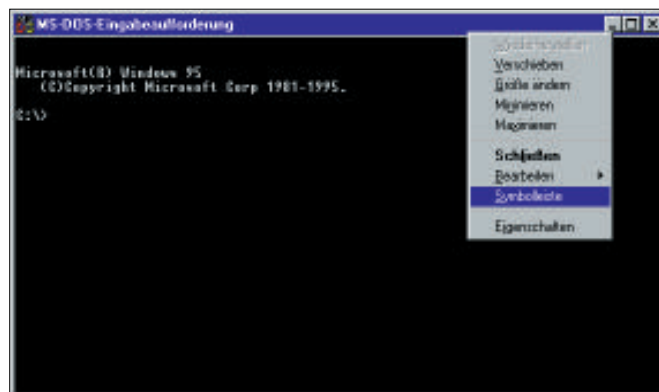 MS-DOS-Eingabeaufforderung
Microsoft(R) Windows 95
(C)Copyright Microsoft Corp 1981-1995.
C:\>
Wiederherstellen
Verschieben
Größe ändern
Minimieren
Maximieren
Schließen
Bearbeiten
Symbolleiste
Eigenschaften